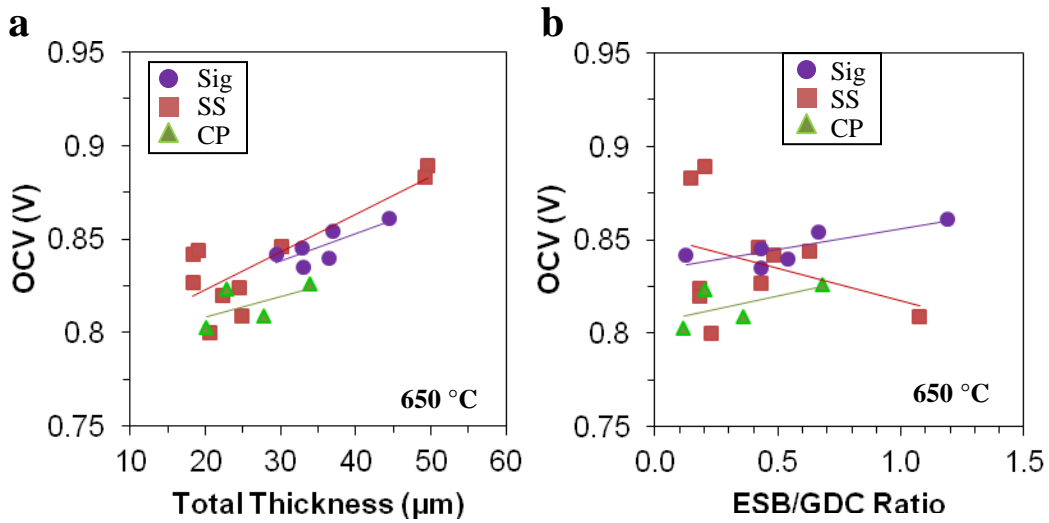 a
0.95
0.9
0.85
0.8
0.75
OCV (V)
Sig
SS
CP
650 °C
10 20 30 40 50 60
Total Thickness (µm)
b
0.95
0.9
0.85
0.8
0.75
OCV (V)
Sig
SS
CP
650 °C
0.0 0.5 1.0 1.5
ESB/GDC Ratio